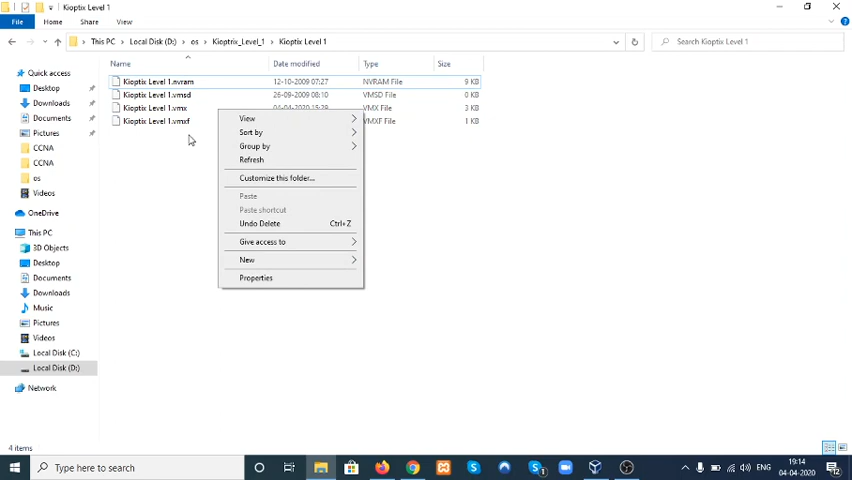 Kioptix Level 1
File
Home
Share
View
This PC
Local Disk (D:)
os
Kioptrix_Level_1
Kioptix Level 1
Search Kioptix Level 1
Name
Date modified
Type
Size
Quick access
Desktop
Downloads
Documents
Pictures
CCNA
CCNA
os
Videos
OneDrive
This PC
3D Objects
Desktop
Documents
Downloads
Music
Pictures
Videos
Local Disk (C:)
Local Disk (D:)
Network
Kioptix Level 1.nvram 12-10-2009 07:27 NVRAM File 9 KB
Kioptix Level 1.vmsd 26-09-2009 08:10 VMSD File 0 KB
Kioptix Level 1.vmx 04-04-2020 15:29 VMX File 3 KB
Kioptix Level 1.vmxf VMXF File 1 KB
View
Sort by
Group by
Refresh
Customize this folder...
Paste
Paste shortcut
Undo Delete Ctrl+Z
Give access to
New
Properties
4 items
Type here to search
ENG
19:14
04-04-2020